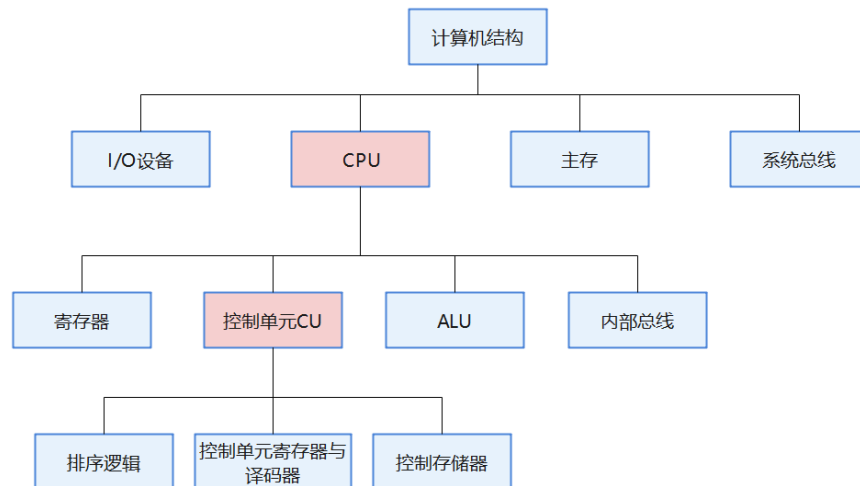 计算机结构
I/O设备
CPU
主存
系统总线
寄存器
控制单元CU
ALU
内部总线
排序逻辑
控制单元寄存器与
译码器
控制存储器